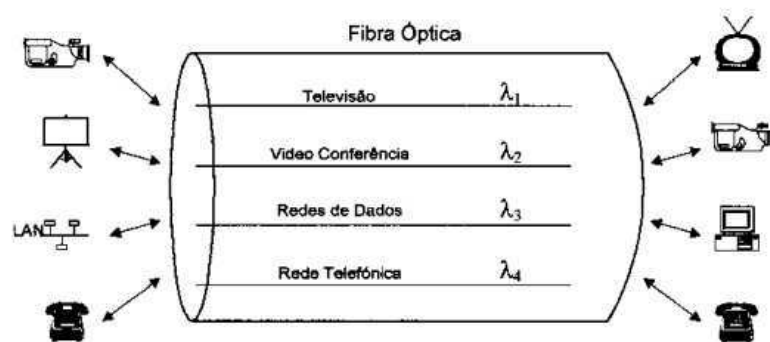 Fibra Óptica
Televisão λ1
Video Conferência λ2
LAN
Redes de Dados λ3
Rede Telefónica λ4